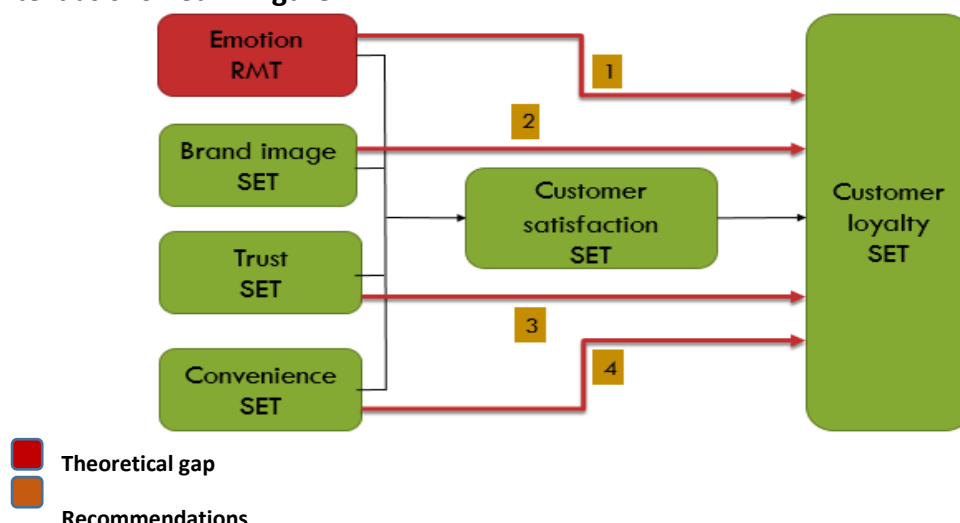 Emotion
RMT
1
2
Brand image
SET
Customer
satisfaction
SET
Customer
loyalty
SET
Trust
SET
3
Convenience
SET
4
Theoretical gap
Recommendations